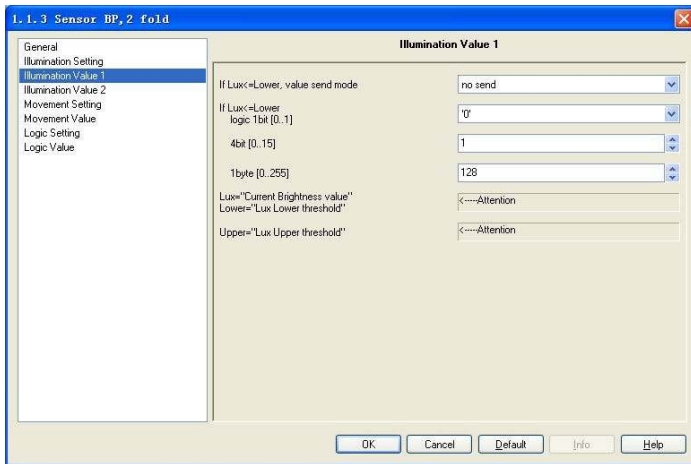 1.1.3 Sensor BP,2 fold
General
Illumination Setting
Illumination Value 1
Illumination Value 2
Movement Setting
Movement Value
Logic Setting
Logic Value
Illumination Value 1
If Lux<=Lower, value send mode
no send
If Lux<=Lower
logic 1bit [0..1]
'0'
4bit [0..15]
1
1byte [0..255]
128
Lux="Current Brightness value"
Lower="Lux Lower threshold"
<-----Attention
Upper="Lux Upper threshold"
<-----Attention
OK
Cancel
Default
Info
Help